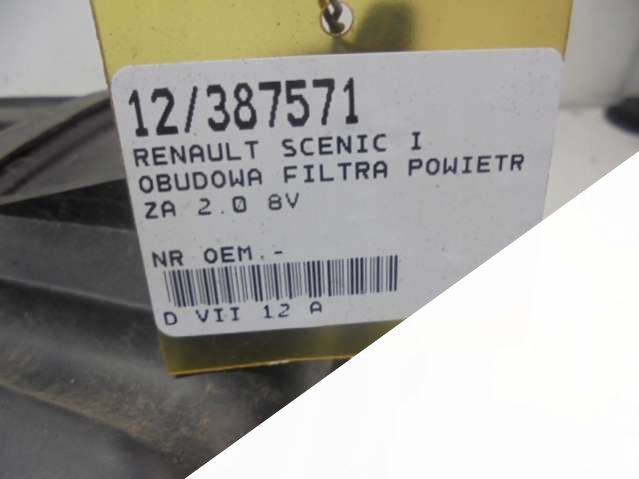 12/387571
RENAULT SCENIC I
OBUDOWA FILTRA POWIETR
ZA 2.0 8V
NR OEM.-
D VII 12 A